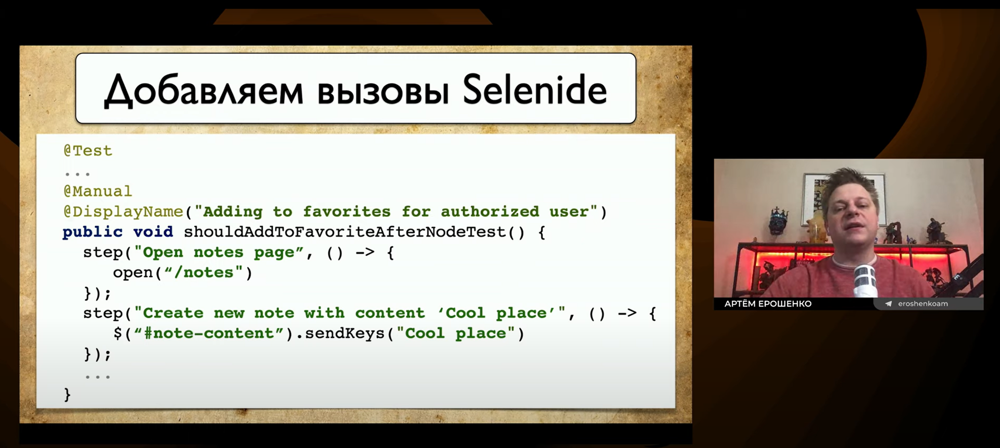 Добавляем вызовы Selenide
@Test
...
@Manual
@DisplayName("Adding to favorites for authorized user")
public void shouldAddToFavoriteAfterNodeTest() {
step("Open notes page”, () -> {
open(“/notes")
});
step("Create new note with content ‘Cool place’", () -> {
$(“#note-content”).sendKeys("Cool place")
});
...
}
АРТЁМ ЕРОШЕНКО
eroshenkoam